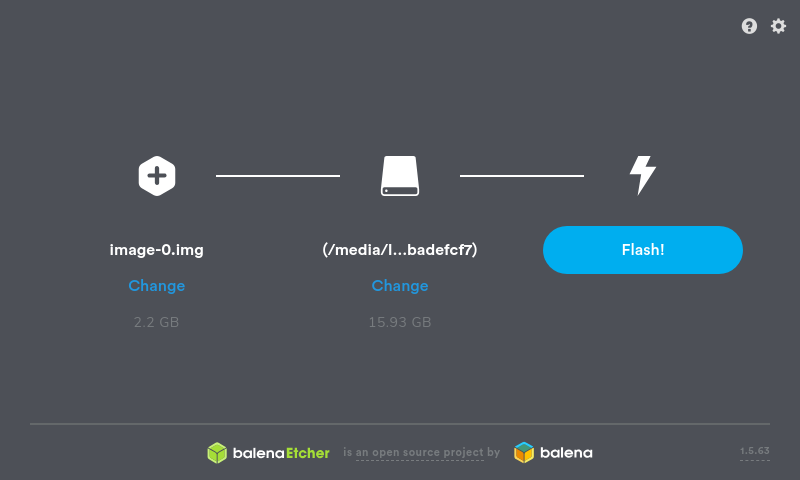 image-0.img
(/media/l...badefcf7)
Flash!
Change
Change
2.2 GB
15.93 GB
balenaEtcher is an open source project by balena
1.5.63